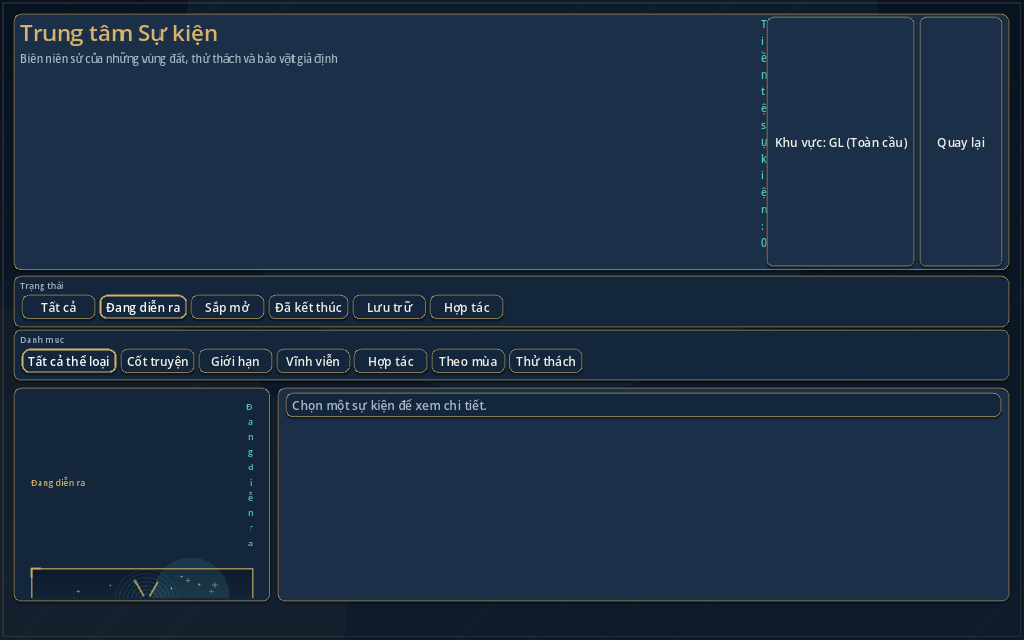 Trung tâm Sự kiện
Biên niên sử của những vùng đất, thử thách và bảo vật giả định
Tiền tệ sự kiện: 0
Khu vực: GL (Toàn cầu)
Quay lại
Trạng thái
Tất cả
Đang diễn ra
Sắp mở
Đã kết thúc
Lưu trữ
Hợp tác
Danh mục
Tất cả thể loại
Cốt truyện
Giới hạn
Vĩnh viễn
Hợp tác
Theo mùa
Thử thách
Đang diễn ra
Đang diễn ra
Chọn một sự kiện để xem chi tiết.